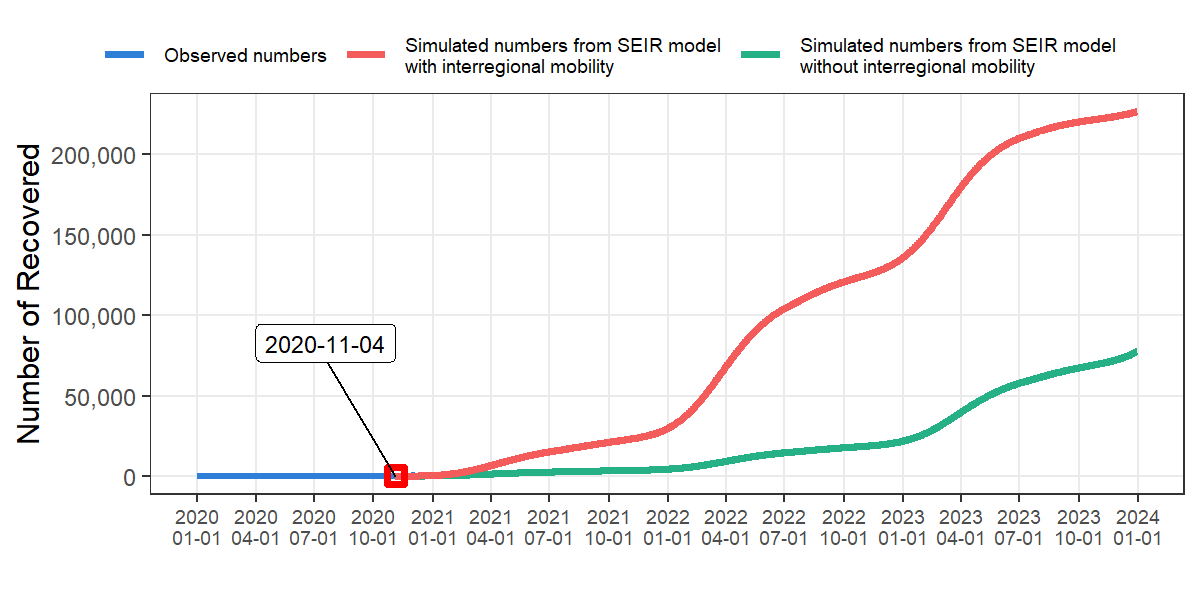 Observed numbers
Simulated numbers from SEIR model
with interregional mobility
Simulated numbers from SEIR model
without interregional mobility
Number of Recovered
200,000
150,000
100,000
50,000
0
2020-11-04
2020 2020 2020 2020 2021 2021 2021 2021 2022 2022 2022 2022 2023 2023 2023 2023 2024
01-01 04-01 07-01 10-01 01-01 04-01 07-01 10-01 01-01 04-01 07-01 10-01 01-01 04-01 07-01 10-01 01-01